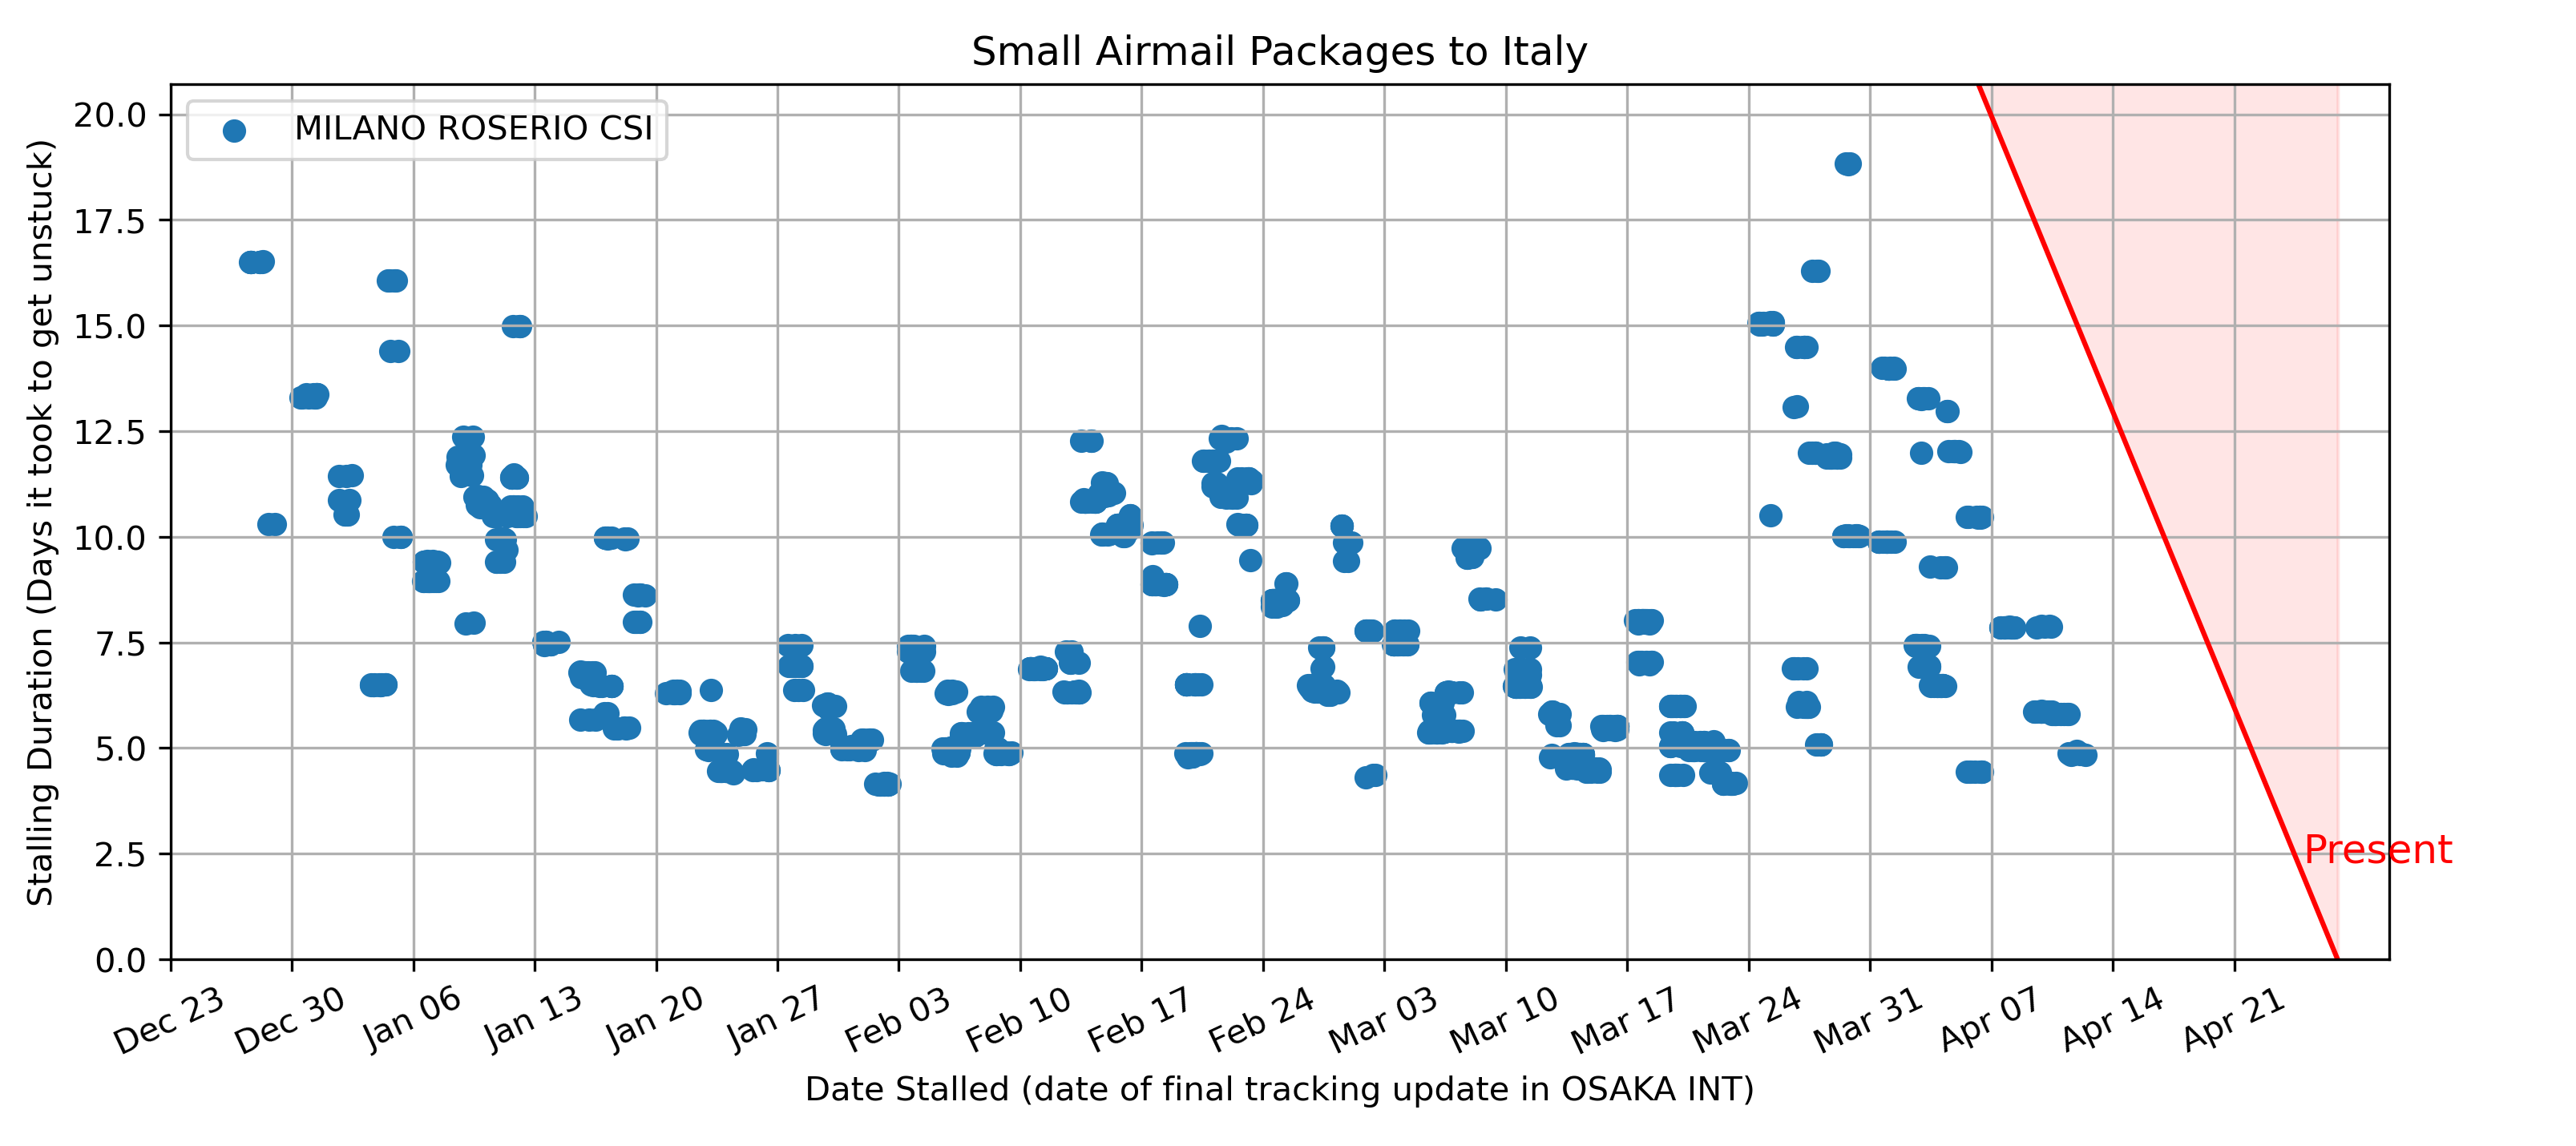 Small Airmail Packages to Italy
MILANO ROSERIO CSI
Stalling Duration (Days it took to get unstuck)
20.0
17.5
15.0
12.5
10.0
7.5
5.0
2.5
0.0
Present
Dec 23
Dec 30
Jan 06
Jan 13
Jan 20
Jan 27
Feb 03
Feb 10
Feb 17
Feb 24
Mar 03
Mar 10
Mar 17
Mar 24
Mar 31
Apr 07
Apr 14
Apr 21
Date Stalled (date of final tracking update in OSAKA INT)